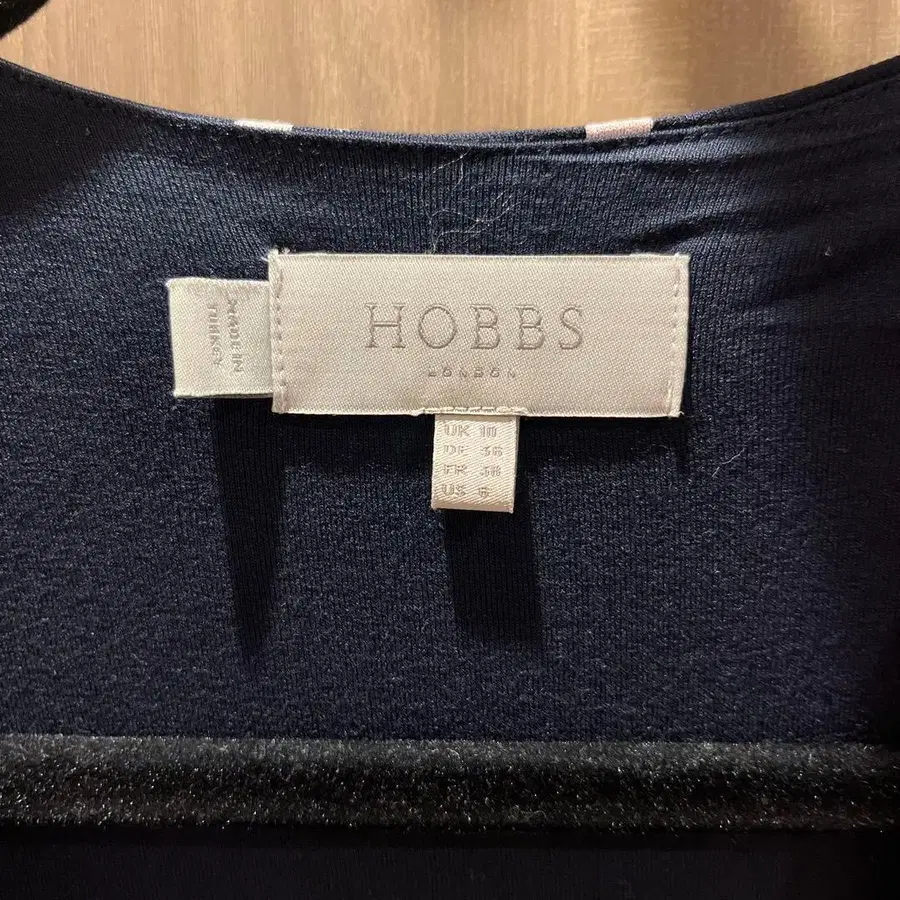 MADE IN
TURKEY
HOBBS
LONDON
UK 10
DE 36
FR 38
US 6